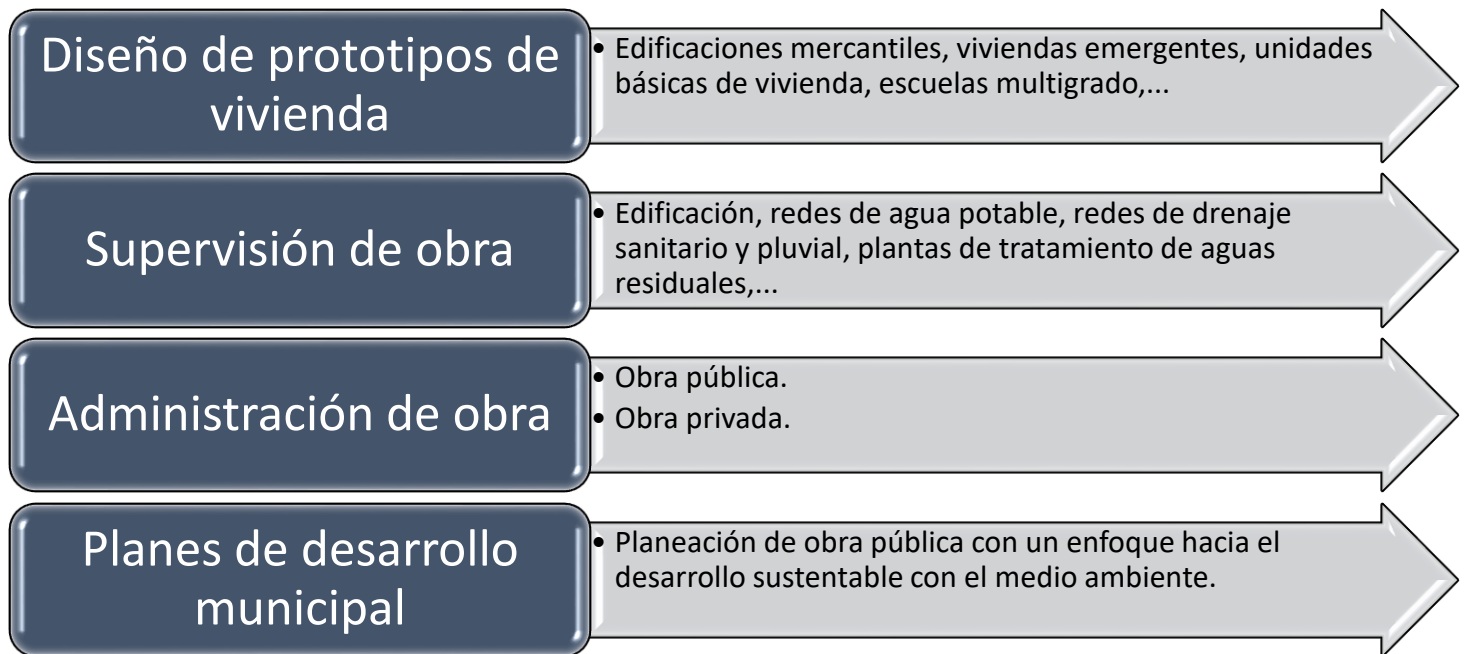 Diseño de prototipos de
vivienda
• Edificaciones mercantiles, viviendas emergentes, unidades
básicas de vivienda, escuelas multigrado,...
Supervisión de obra
• Edificación, redes de agua potable, redes de drenaje
sanitario y pluvial, plantas de tratamiento de aguas
residuales,...
Administración de obra
• Obra pública.
• Obra privada.
Planes de desarrollo
municipal
• Planeación de obra pública con un enfoque hacia el
desarrollo sustentable con el medio ambiente.